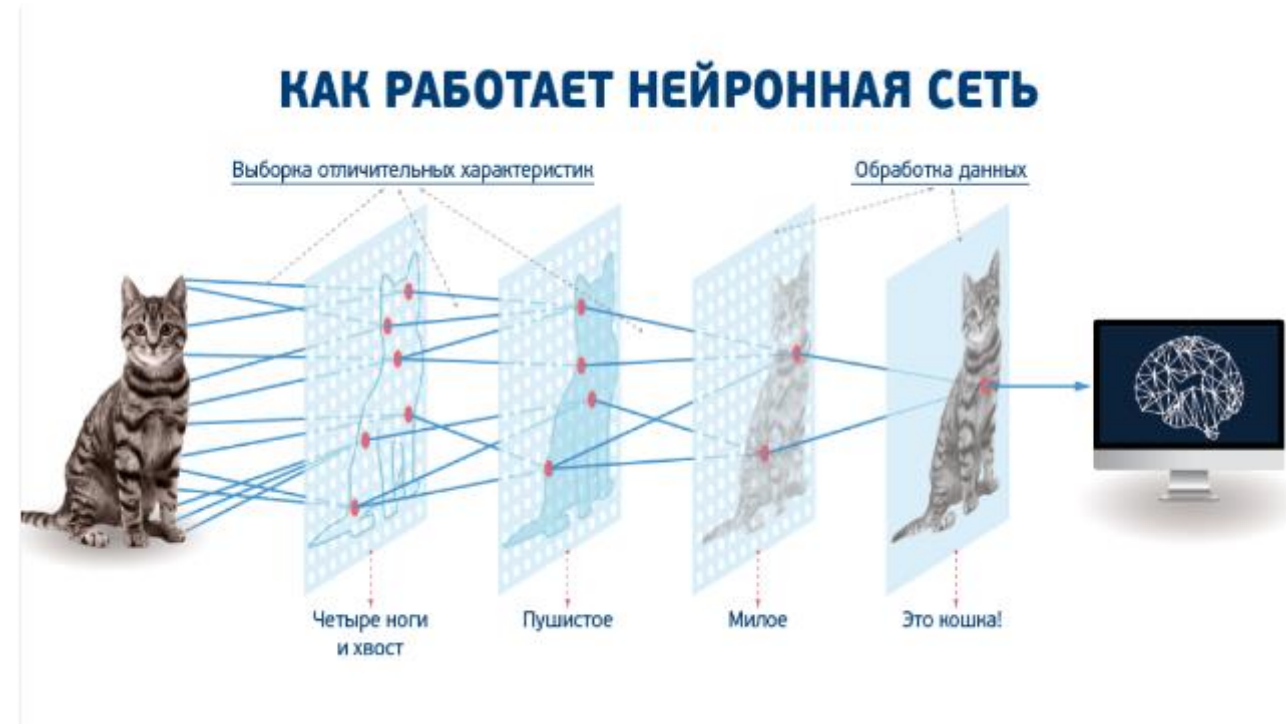 КАК РАБОТАЕТ НЕЙРОННАЯ СЕТЬ
Выборка отличительных характеристик
Обработка данных
Четыре ноги
и хвост
Пушистое
Милое
Это кошка!